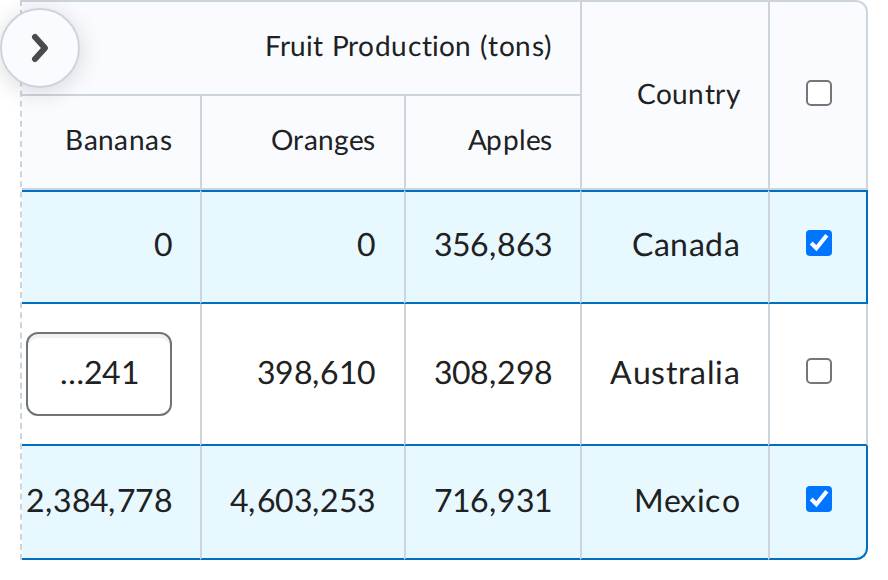 Fruit Production (tons)
Country
Bananas Oranges Apples
0 0 356,863 Canada
...241 398,610 308,298 Australia
2,384,778 4,603,253 716,931 Mexico